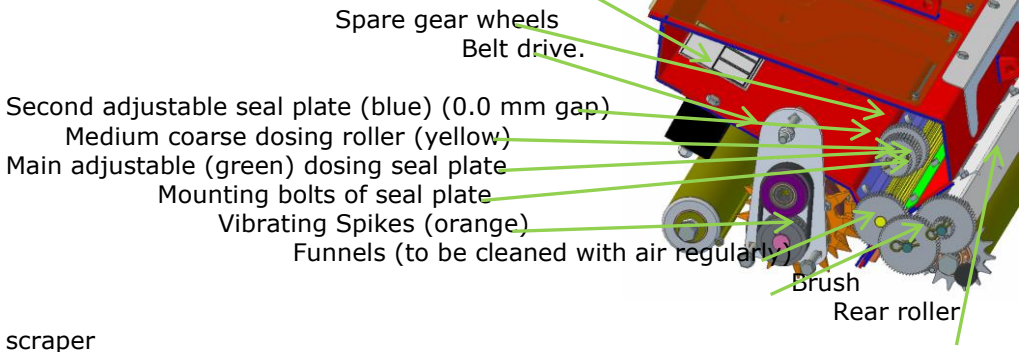 Spare gear wheels
Belt drive.
Second adjustable seal plate (blue) (0.0 mm gap)
Medium coarse dosing roller (yellow)
Main adjustable (green) dosing seal plate
Mounting bolts of seal plate
Vibrating Spikes (orange)
Funnels (to be cleaned with air regularly)
Brush
Rear roller
scraper